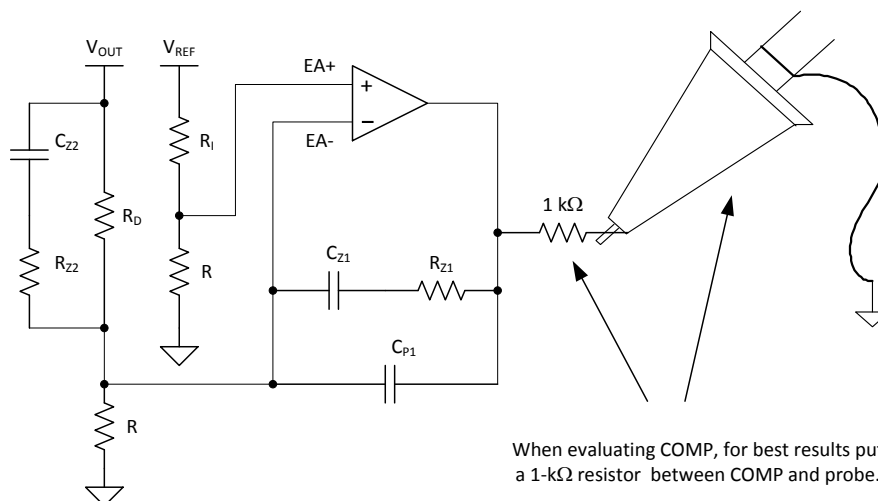 VOUT
VREF
EA+
CZ2
RI
EA-
RD
1 kΩ
RZ2
R
CZ1
RZ1
CP1
R
When evaluating COMP, for best results put
a 1-kΩ resistor between COMP and probe.